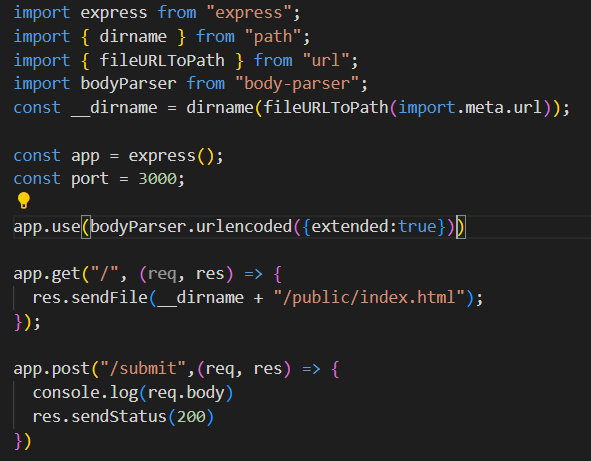 import express from "express";
import { dirname } from "path";
import { fileURLToPath } from "url";
import bodyParser from "body-parser";
const __dirname = dirname(fileURLToPath(import.meta.url));

const app = express();
const port = 3000;

app.use(bodyParser.urlencoded({extended:true}))

app.get("/", (req, res) => {
  res.sendFile(__dirname + "/public/index.html");
});

app.post("/submit",(req, res) => {
  console.log(req.body)
  res.sendStatus(200)
})